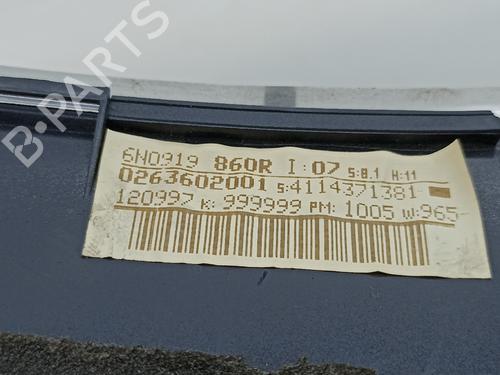 B-PARTS
6N0919 860R I:07 S:8.1 H:11
0263602001 S:4114371381
120997 K: 999999 PM: 1005 W:965